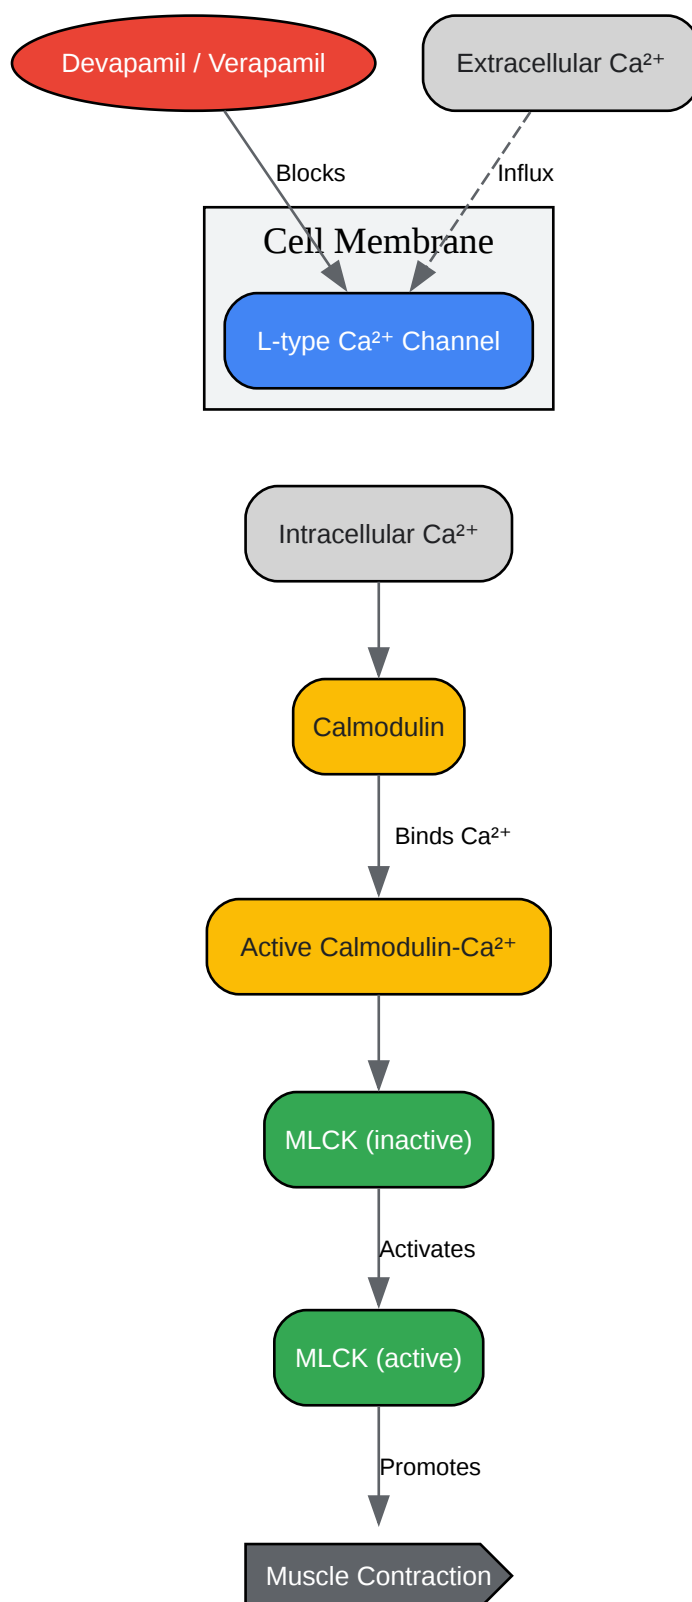 Devapamil / Verapamil
Extracellular Ca²⁺
Blocks
Influx
Cell Membrane
L-type Ca²⁺ Channel
Intracellular Ca²⁺
Calmodulin
Binds Ca²⁺
Active Calmodulin-Ca²⁺
MLCK (inactive)
Activates
MLCK (active)
Promotes
Muscle Contraction